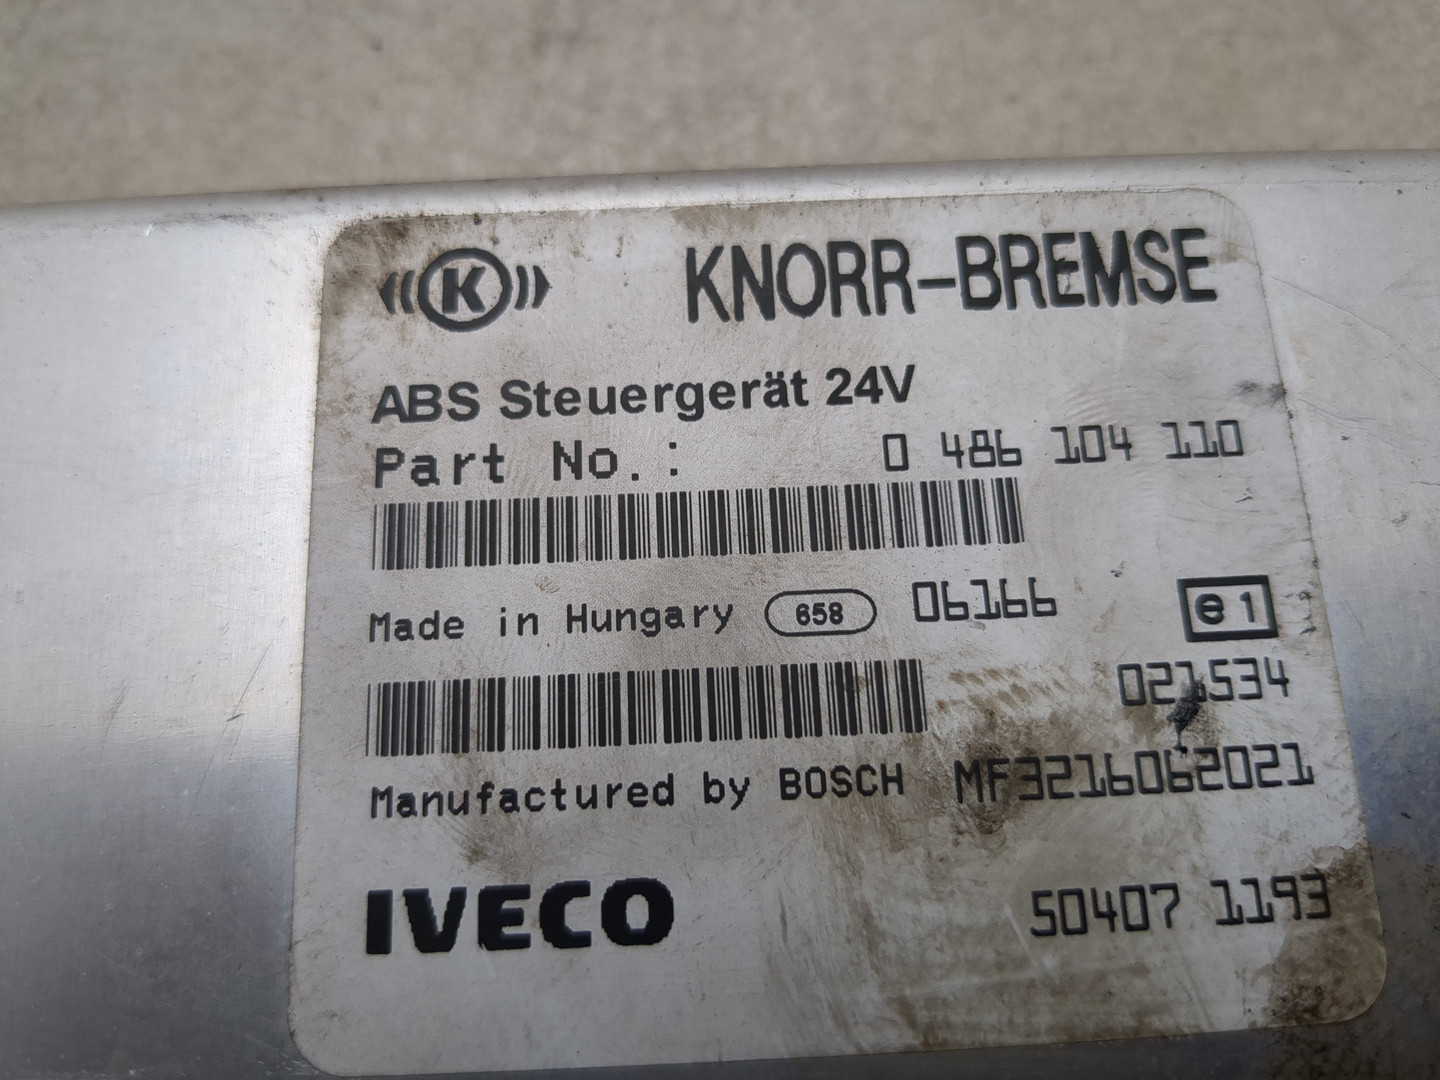 K KNORR-BREMSE
ABS Steuergerät 24V
Part No.: 0 486 104 110
Made in Hungary 658 06166 e1
021534
Manufactured by BOSCH MF3216062021
IVECO 50407 1193